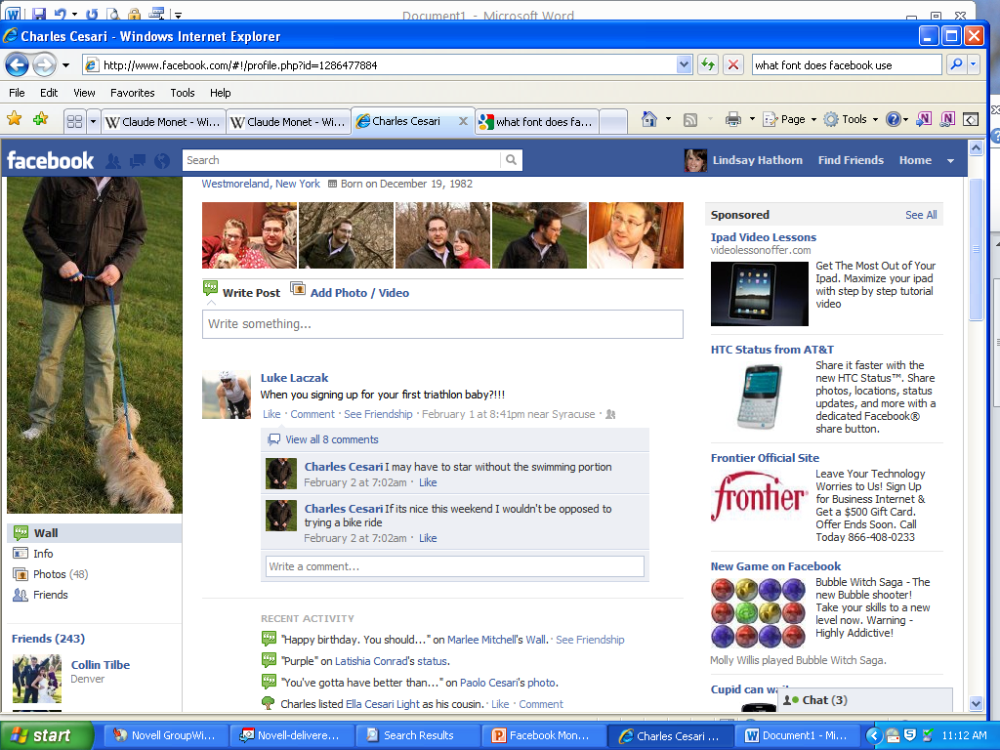 Document1 - Microsoft Word
Charles Cesari - Windows Internet Explorer
http://www.facebook.com/#!/profile.php?id=1286477884
what font does facebook use
File Edit View Favorites Tools Help
Claude Monet - Wi...
Claude Monet - Wi...
Charles Cesari
what font does fa...
Page
Tools
facebook
Search
Lindsay Hathorn Find Friends Home
Westmoreland, New York Born on December 19, 1982
Write Post Add Photo / Video
Write something...
Luke Laczak
When you signing up for your first triathlon baby?!!!
Like · Comment · See Friendship · February 1 at 8:41pm near Syracuse ·
View all 8 comments
Charles Cesari I may have to star without the swimming portion
February 2 at 7:02am · Like
Charles Cesari If its nice this weekend I wouldn't be opposed to
trying a bike ride
February 2 at 7:02am · Like
Write a comment...
RECENT ACTIVITY
"Happy birthday. You should..." on Marlee Mitchell's Wall. · See Friendship
"Purple" on Latishia Conrad's status.
"You've gotta have better than..." on Paolo Cesari's photo.
Charles listed Ella Cesari Light as his cousin. · Like · Comment
Wall
Info
Photos (48)
Friends
Friends (243)
Collin Tilbe
Denver
Sponsored See All
Ipad Video Lessons
videolessonoffer.com
Get The Most Out of Your
Ipad. Maximize your ipad
with step by step tutorial
video
HTC Status from AT&T
Share it faster with the
new HTC Status™. Share
photos, locations, status
updates, and more with a
dedicated Facebook®
share button.
Frontier Official Site
frontier
Leave Your Technology
Worries to Us! Sign Up
for Business Internet &
Get a $500 Gift Card.
Offer Ends Soon. Call
Today 866-408-0233
New Game on Facebook
Bubble Witch Saga - The
new Bubble shooter!
Take your skills to a new
level now. Warning -
Highly Addictive!
Molly Willis played Bubble Witch Saga.
Cupid can
Chat (3)
start
Novell GroupWi...
Novell-delivere...
Search Results
Facebook Mon...
Charles Cesari ...
Document1 - Mi...
11:12 AM